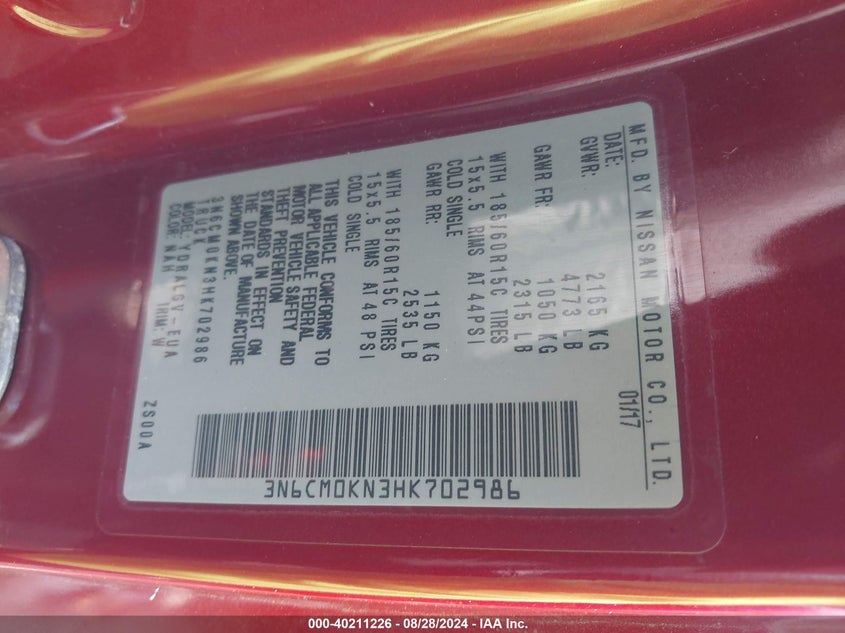 MFD. BY NISSAN MOTOR CO., LTD.
DATE: 01/17
GVWR: 2165 KG
4773 LB
GAWR FR: 1050 KG
2315 LB
WITH 185/60R15C TIRES
15x5.5 RIMS AT 44PSI
COLD SINGLE
GAWR RR: 1150 KG
2535 LB
WITH 185/60R15C TIRES
15x5.5 RIMS AT 48 PSI
COLD SINGLE
THIS VEHICLE CONFORMS TO
ALL APPLICABLE FEDERAL
MOTOR VEHICLE SAFETY AND
THEFT PREVENTION
STANDARDS IN EFFECT ON
THE DATE OF MANUFACTURE
SHOWN ABOVE.
3N6CM0KN3HK702986
TRUCK
MODEL: YDRALGV-EUA
COLOR: NAH TRIM: W
ZS00A
3N6CM0KN3HK702986
000-40211226 - 08/28/2024 - IAA Inc.